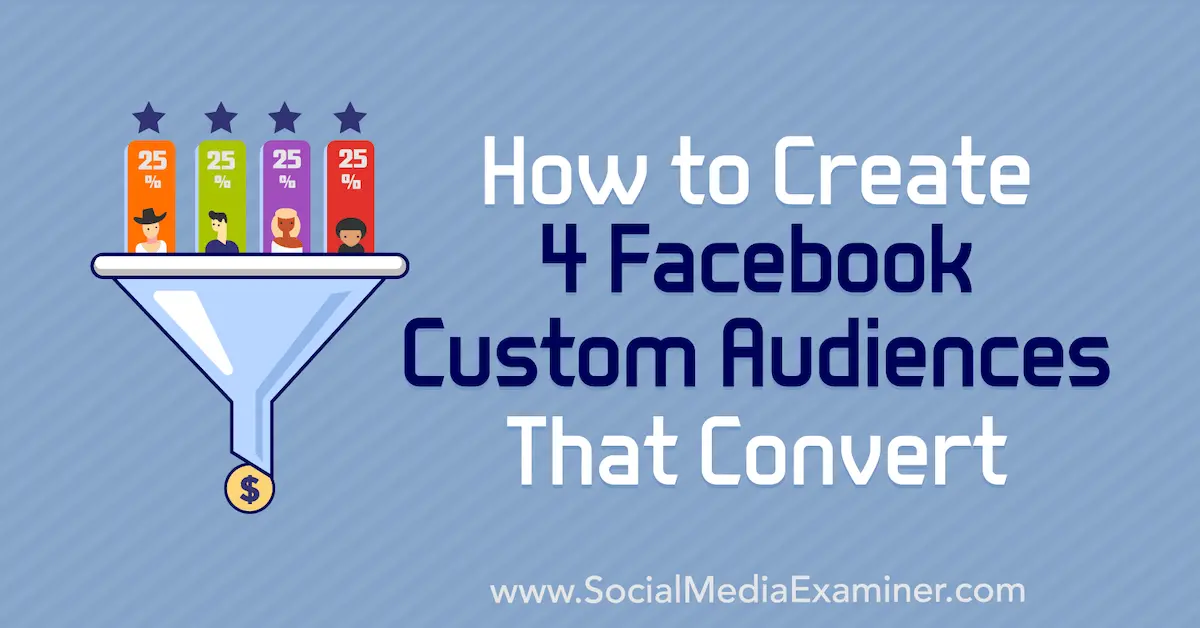 25 25 25 25
% % % %
How to Create
4 Facebook
Custom Audiences
That Convert
$
www.SocialMediaExaminer.com